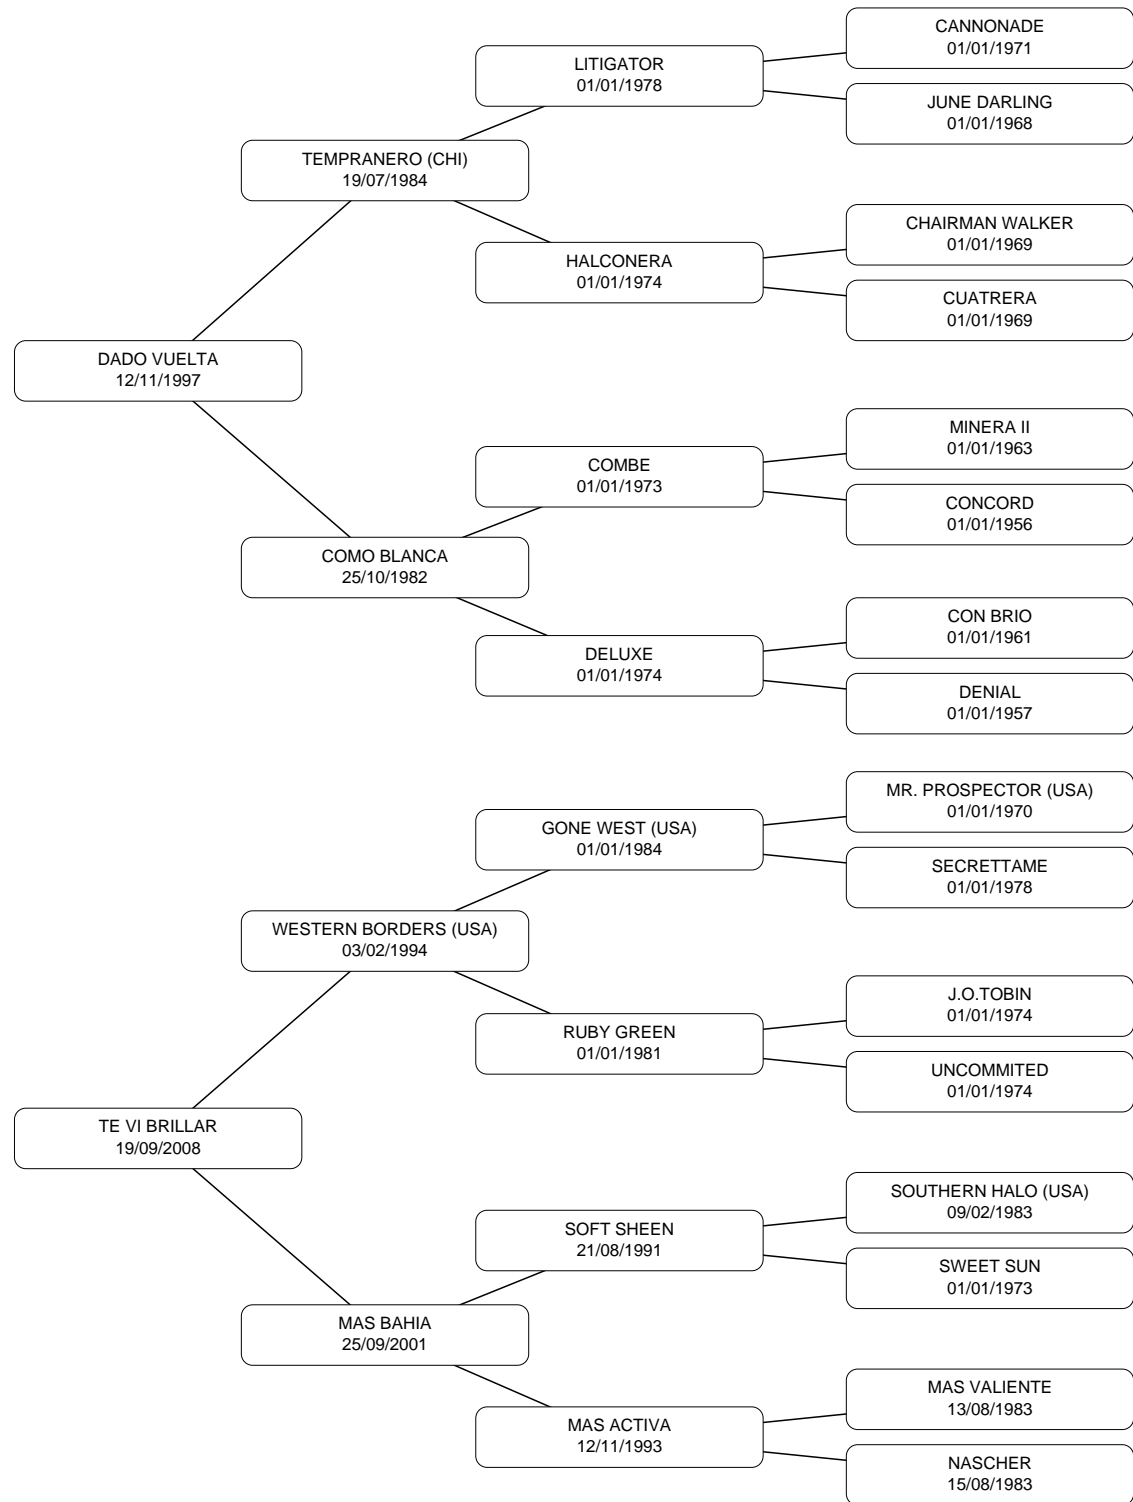 CANNONADE
01/01/1971
LITIGATOR
01/01/1978
JUNE DARLING
01/01/1968
TEMPRANERO (CHI)
19/07/1984
CHAIRMAN WALKER
01/01/1969
HALCONERA
01/01/1974
CUATRERA
01/01/1969
DADO VUELTA
12/11/1997
MINERA II
01/01/1963
COMBE
01/01/1973
CONCORD
01/01/1956
COMO BLANCA
25/10/1982
CON BRIO
01/01/1961
DELUXE
01/01/1974
DENIAL
01/01/1957
MR. PROSPECTOR (USA)
01/01/1970
GONE WEST (USA)
01/01/1984
SECRETTAME
01/01/1978
WESTERN BORDERS (USA)
03/02/1994
J.O.TOBIN
01/01/1974
RUBY GREEN
01/01/1981
UNCOMMITED
01/01/1974
TE VI BRILLAR
19/09/2008
SOUTHERN HALO (USA)
09/02/1983
SOFT SHEEN
21/08/1991
SWEET SUN
01/01/1973
MAS BAHIA
25/09/2001
MAS VALIENTE
13/08/1983
MAS ACTIVA
12/11/1993
NASCHER
15/08/1983